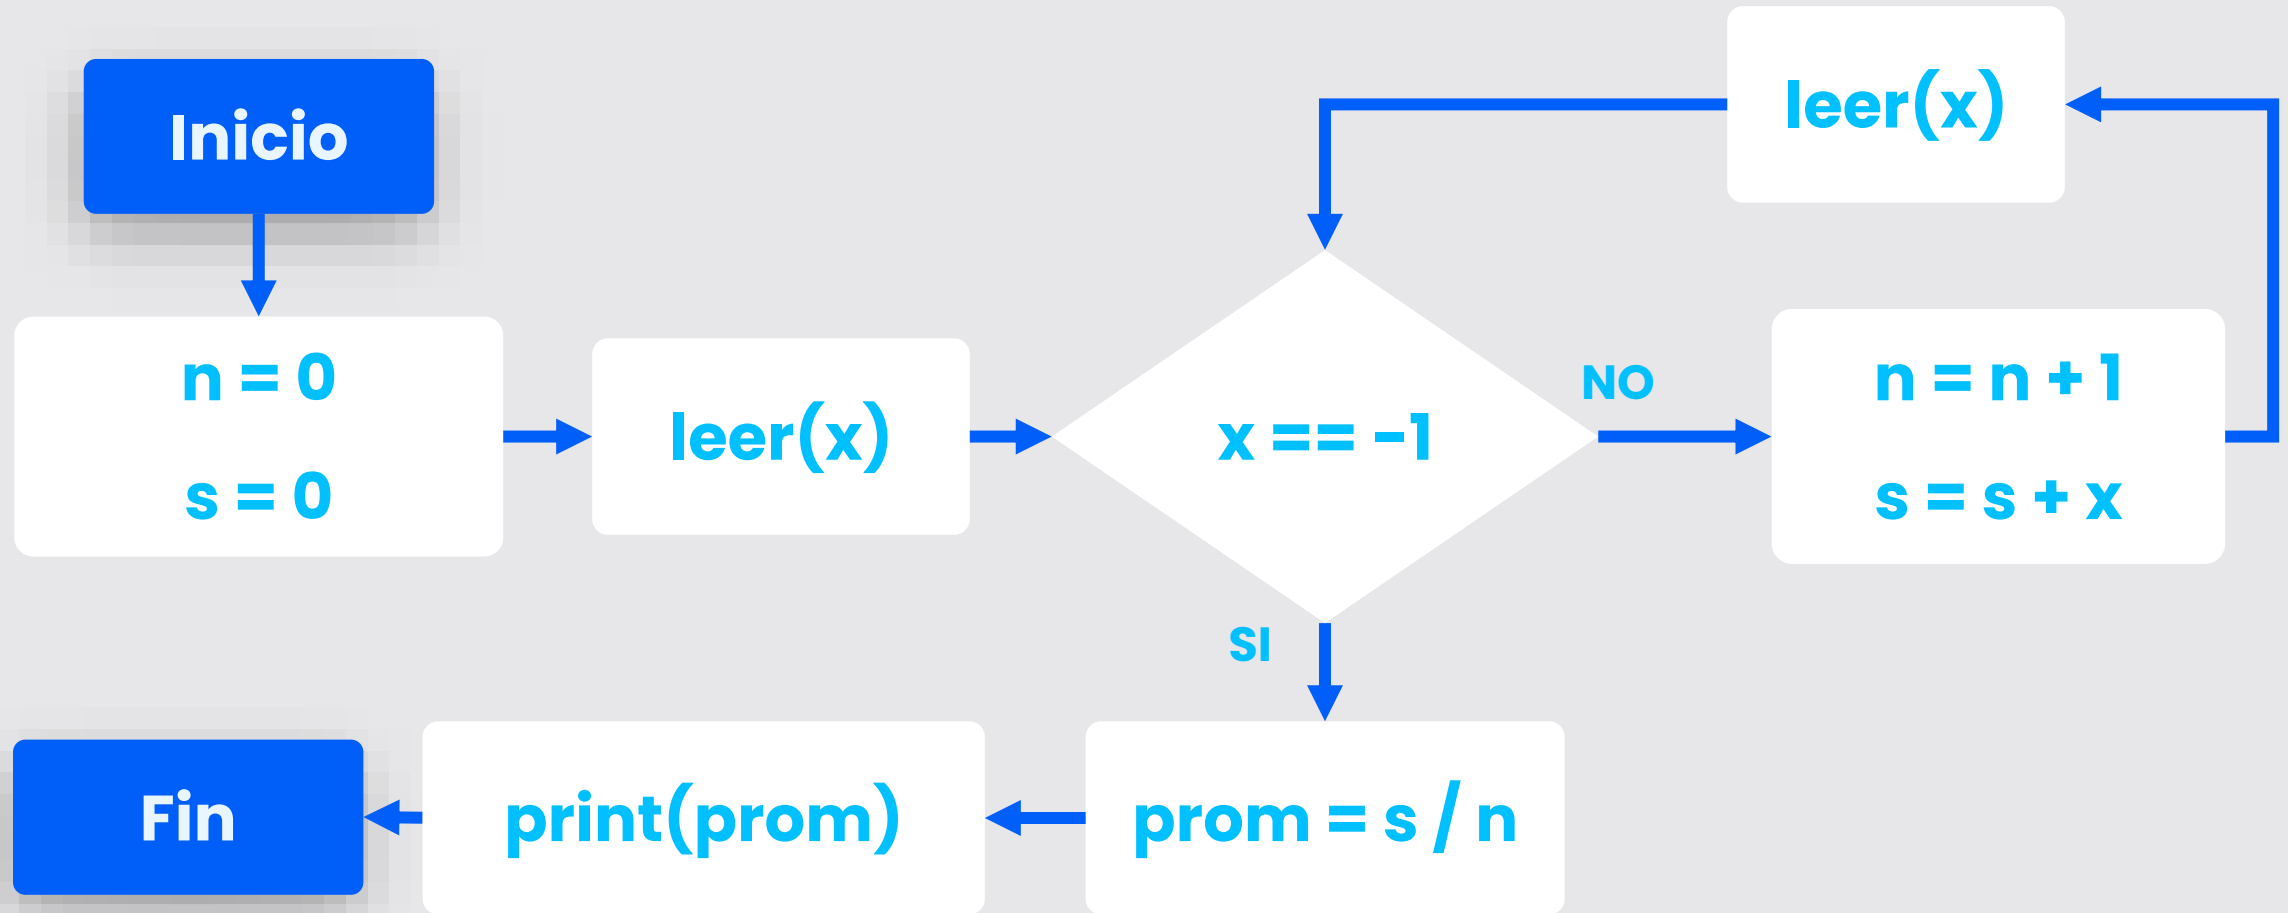 Inicio
n = 0
s = 0
leer(x)
x == -1
NO
n = n + 1
s = s + x
leer(x)
SI
prom = s / n
print(prom)
Fin